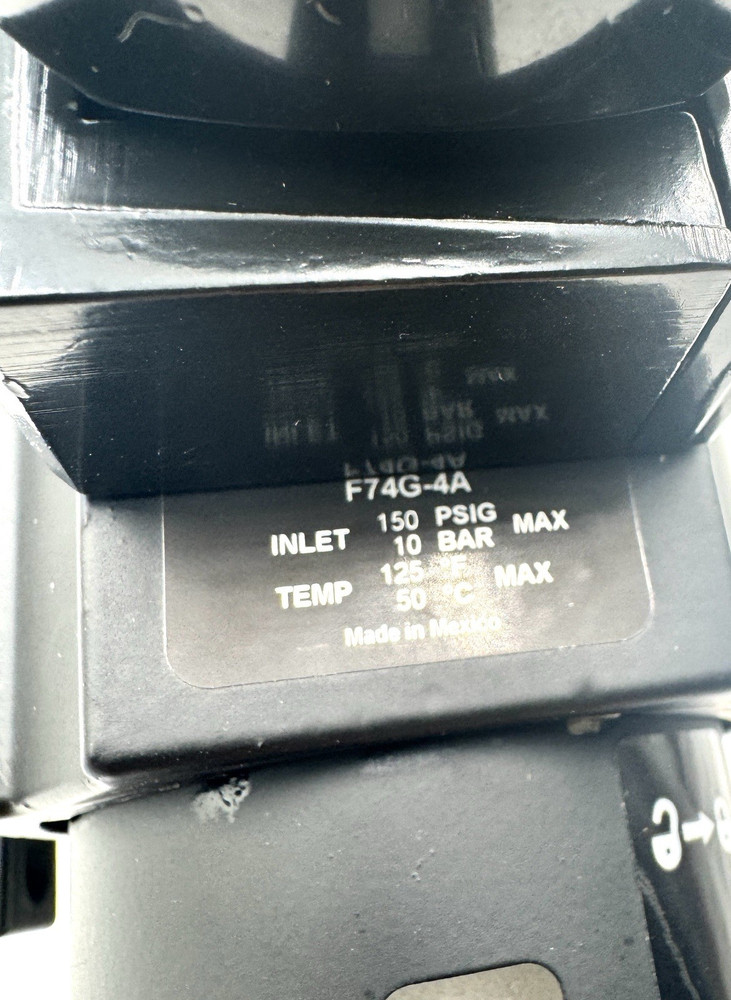 F74G-4A
INLET 150 PSIG MAX
10 BAR
TEMP 125 °F MAX
50 °C
Made in Mexico